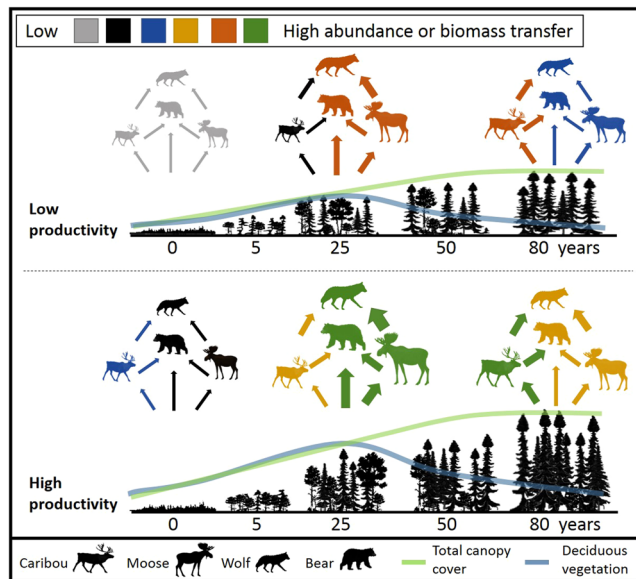 Low High abundance or biomass transfer
Low
productivity
0 5 25 50 80 years
High
productivity
0 5 25 50 80 years
Caribou Moose Wolf Bear Total canopy cover Deciduous vegetation